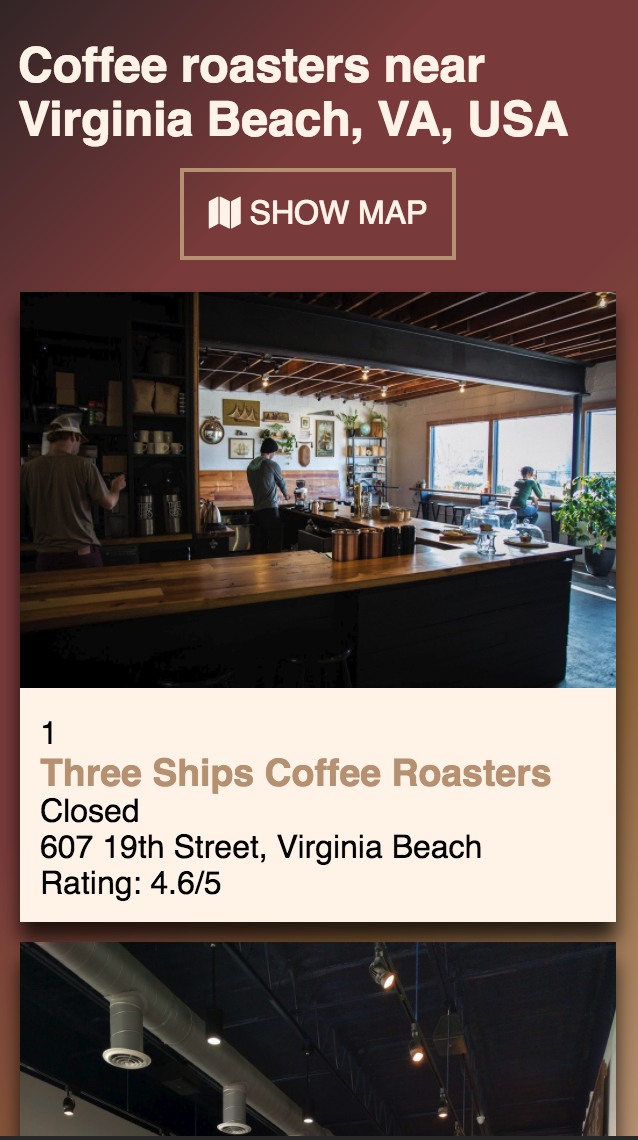 Coffee roasters near
Virginia Beach, VA, USA
SHOW MAP
1
Three Ships Coffee Roasters
Closed
607 19th Street, Virginia Beach
Rating: 4.6/5